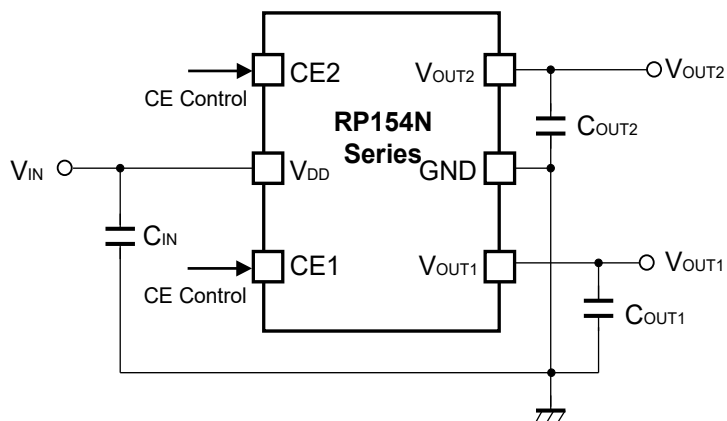 CE2
CE Control
VOUT2
VOUT2
RP154N
Series
COUT2
VIN
VDD
GND
CIN
CE1
CE Control
VOUT1
VOUT1
COUT1